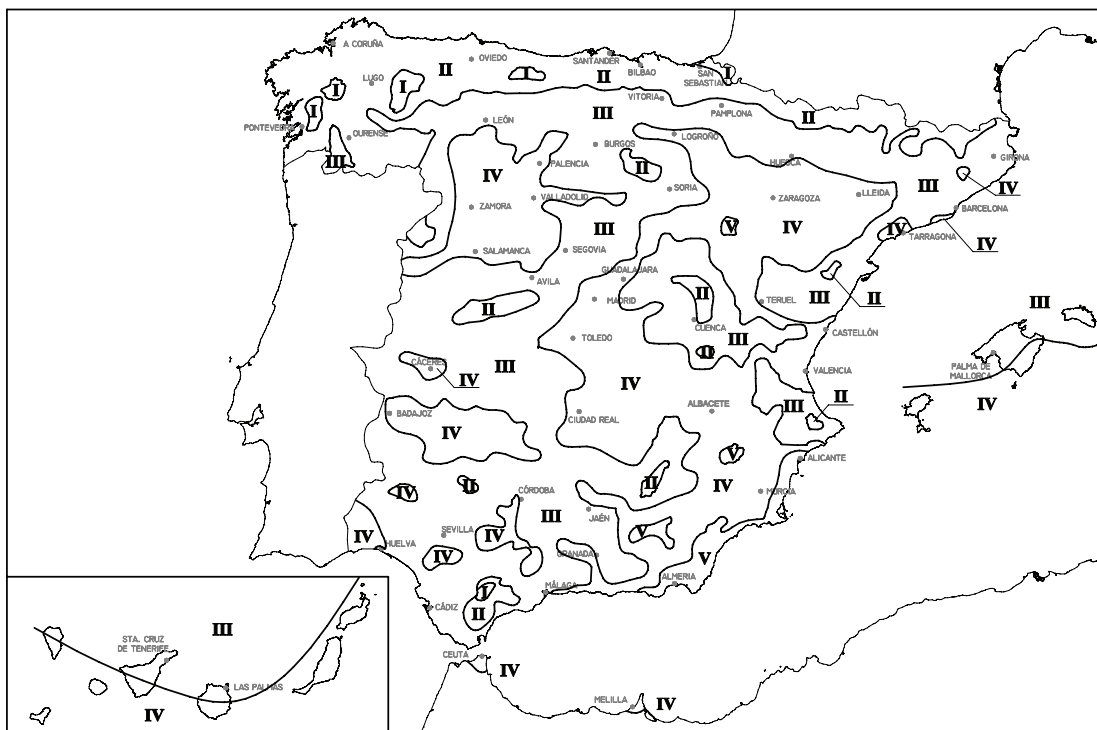 A CORUÑA
OVIEDO
SANTANDER
II
I
II
BILBAO
SAN
SEBASTIAN
I
LUGO
I
I
I
VITORIA
PAMPLONA
II
PONTEVEDRA
OURENSE
LEÓN
III
LOGROÑO
BURGOS
III
PALENCIA
HUESCA
GIRONA
IV
II
III
IV
SORIA
ZAMORA
VALLADOLID
ZARAGOZA
LLEIDA
BARCELONA
III
V
IV
IV
TARRAGONA
IV
SALAMANCA
SEGOVIA
AVILA
GUADALAJARA
MADRID
II
TERUEL
III
II
III
II
CUENCA
CASTELLÓN
TOLEDO
III
II
CÁCERES
IV
III
VALENCIA
PALMA DE
MALLORCA
IV
IV
BADAJOZ
CIUDAD REAL
ALBACETE
III
II
IV
V
ALICANTE
II
IV
II
IV
MURCIA
CÓRDOBA
JAÉN
III
SEVILLA
IV
IV
HUELVA
V
IV
GRANADA
V
ALMERIA
MÁLAGA
I
II
CÁDIZ
CEUTA
IV
MELILLA
IV
III
STA. CRUZ
DE TENERIFE
LAS PALMAS
IV